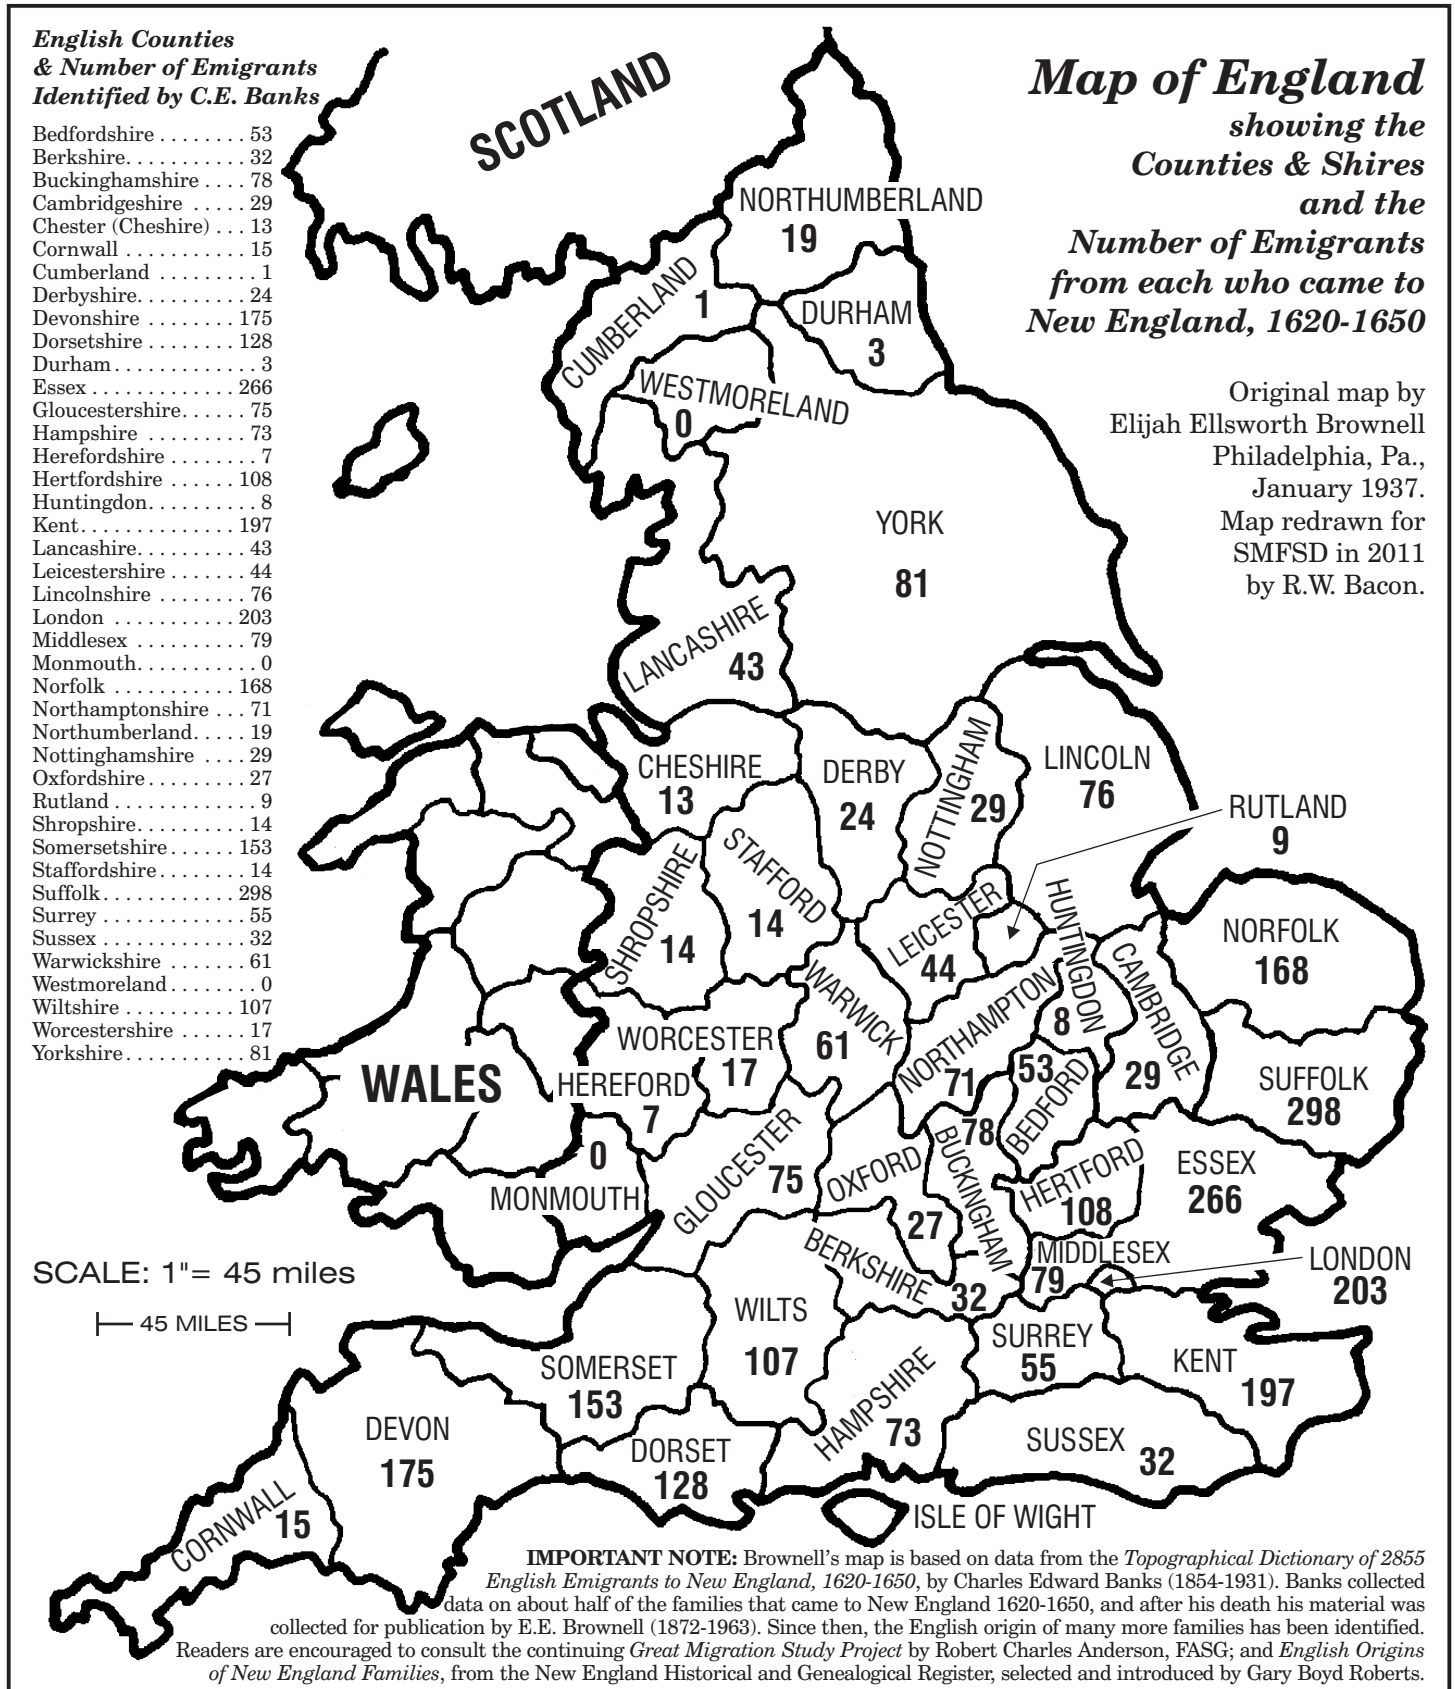 English Counties
& Number of Emigrants
Identified by C.E. Banks
Bedfordshire . . . . . . . . 53
Berkshire. . . . . . . . . . . 32
Buckinghamshire . . . . 78
Cambridgeshire . . . . . 29
Chester (Cheshire) . . . 13
Cornwall . . . . . . . . . . . 15
Cumberland . . . . . . . . . 1
Derbyshire. . . . . . . . . . 24
Devonshire . . . . . . . . 175
Dorsetshire . . . . . . . . 128
Durham . . . . . . . . . . . . . 3
Essex . . . . . . . . . . . . . 266
Gloucestershire. . . . . . 75
Hampshire . . . . . . . . . 73
Herefordshire . . . . . . . . 7
Hertfordshire . . . . . . 108
Huntingdon. . . . . . . . . . 8
Kent. . . . . . . . . . . . . . 197
Lancashire. . . . . . . . . . 43
Leicestershire . . . . . . . 44
Lincolnshire . . . . . . . . 76
London . . . . . . . . . . . 203
Middlesex . . . . . . . . . . 79
Monmouth. . . . . . . . . . . 0
Norfolk . . . . . . . . . . . 168
Northamptonshire . . . 71
Northumberland. . . . . 19
Nottinghamshire . . . . 29
Oxfordshire . . . . . . . . . 27
Rutland . . . . . . . . . . . . . 9
Shropshire. . . . . . . . . . 14
Somersetshire . . . . . . 153
Staffordshire . . . . . . . . 14
Suffolk . . . . . . . . . . . . 298
Surrey . . . . . . . . . . . . . 55
Sussex . . . . . . . . . . . . . 32
Warwickshire . . . . . . . 61
Westmoreland . . . . . . . . 0
Wiltshire . . . . . . . . . . 107
Worcestershire . . . . . . 17
Yorkshire . . . . . . . . . . . 81
Map of England
showing the
Counties & Shires
and the
Number of Emigrants
from each who came to
New England, 1620-1650
Original map by
Elijah Ellsworth Brownell
Philadelphia, Pa.,
January 1937.
Map redrawn for
SMFSD in 2011
by R.W. Bacon.
SCOTLAND
NORTHUMBERLAND
19
CUMBERLAND
1
DURHAM
3
WESTMORELAND
0
YORK
81
LANCASHIRE
43
CHESHIRE
13
DERBY
24
NOTTINGHAM
29
LINCOLN
76
RUTLAND
9
SHROPSHIRE
14
STAFFORD
14
LEICESTER
44
HUNTINGDON
8
CAMBRIDGE
29
NORFOLK
168
WARWICK
61
NORTHAMPTON
71
WORCESTER
17
WALES
HEREFORD
7
53
BEDFORD
SUFFOLK
298
0
MONMOUTH
GLOUCESTER
75
OXFORD
27
78
BUCKINGHAM
HERTFORD
108
ESSEX
266
MIDDLESEX
79
LONDON
203
BERKSHIRE
32
SCALE: 1"= 45 miles
45 MILES
WILTS
107
SURREY
55
KENT
197
SOMERSET
153
HAMPSHIRE
73
SUSSEX
32
DEVON
175
DORSET
128
CORNWALL
15
ISLE OF WIGHT
IMPORTANT NOTE: Brownell's map is based on data from the Topographical Dictionary of 2855
English Emigrants to New England, 1620-1650, by Charles Edward Banks (1854-1931). Banks collected
data on about half of the families that came to New England 1620-1650, and after his death his material was
collected for publication by E.E. Brownell (1872-1963). Since then, the English origin of many more families has been identified.
Readers are encouraged to consult the continuing Great Migration Study Project by Robert Charles Anderson, FASG; and English Origins
of New England Families, from the New England Historical and Genealogical Register, selected and introduced by Gary Boyd Roberts.